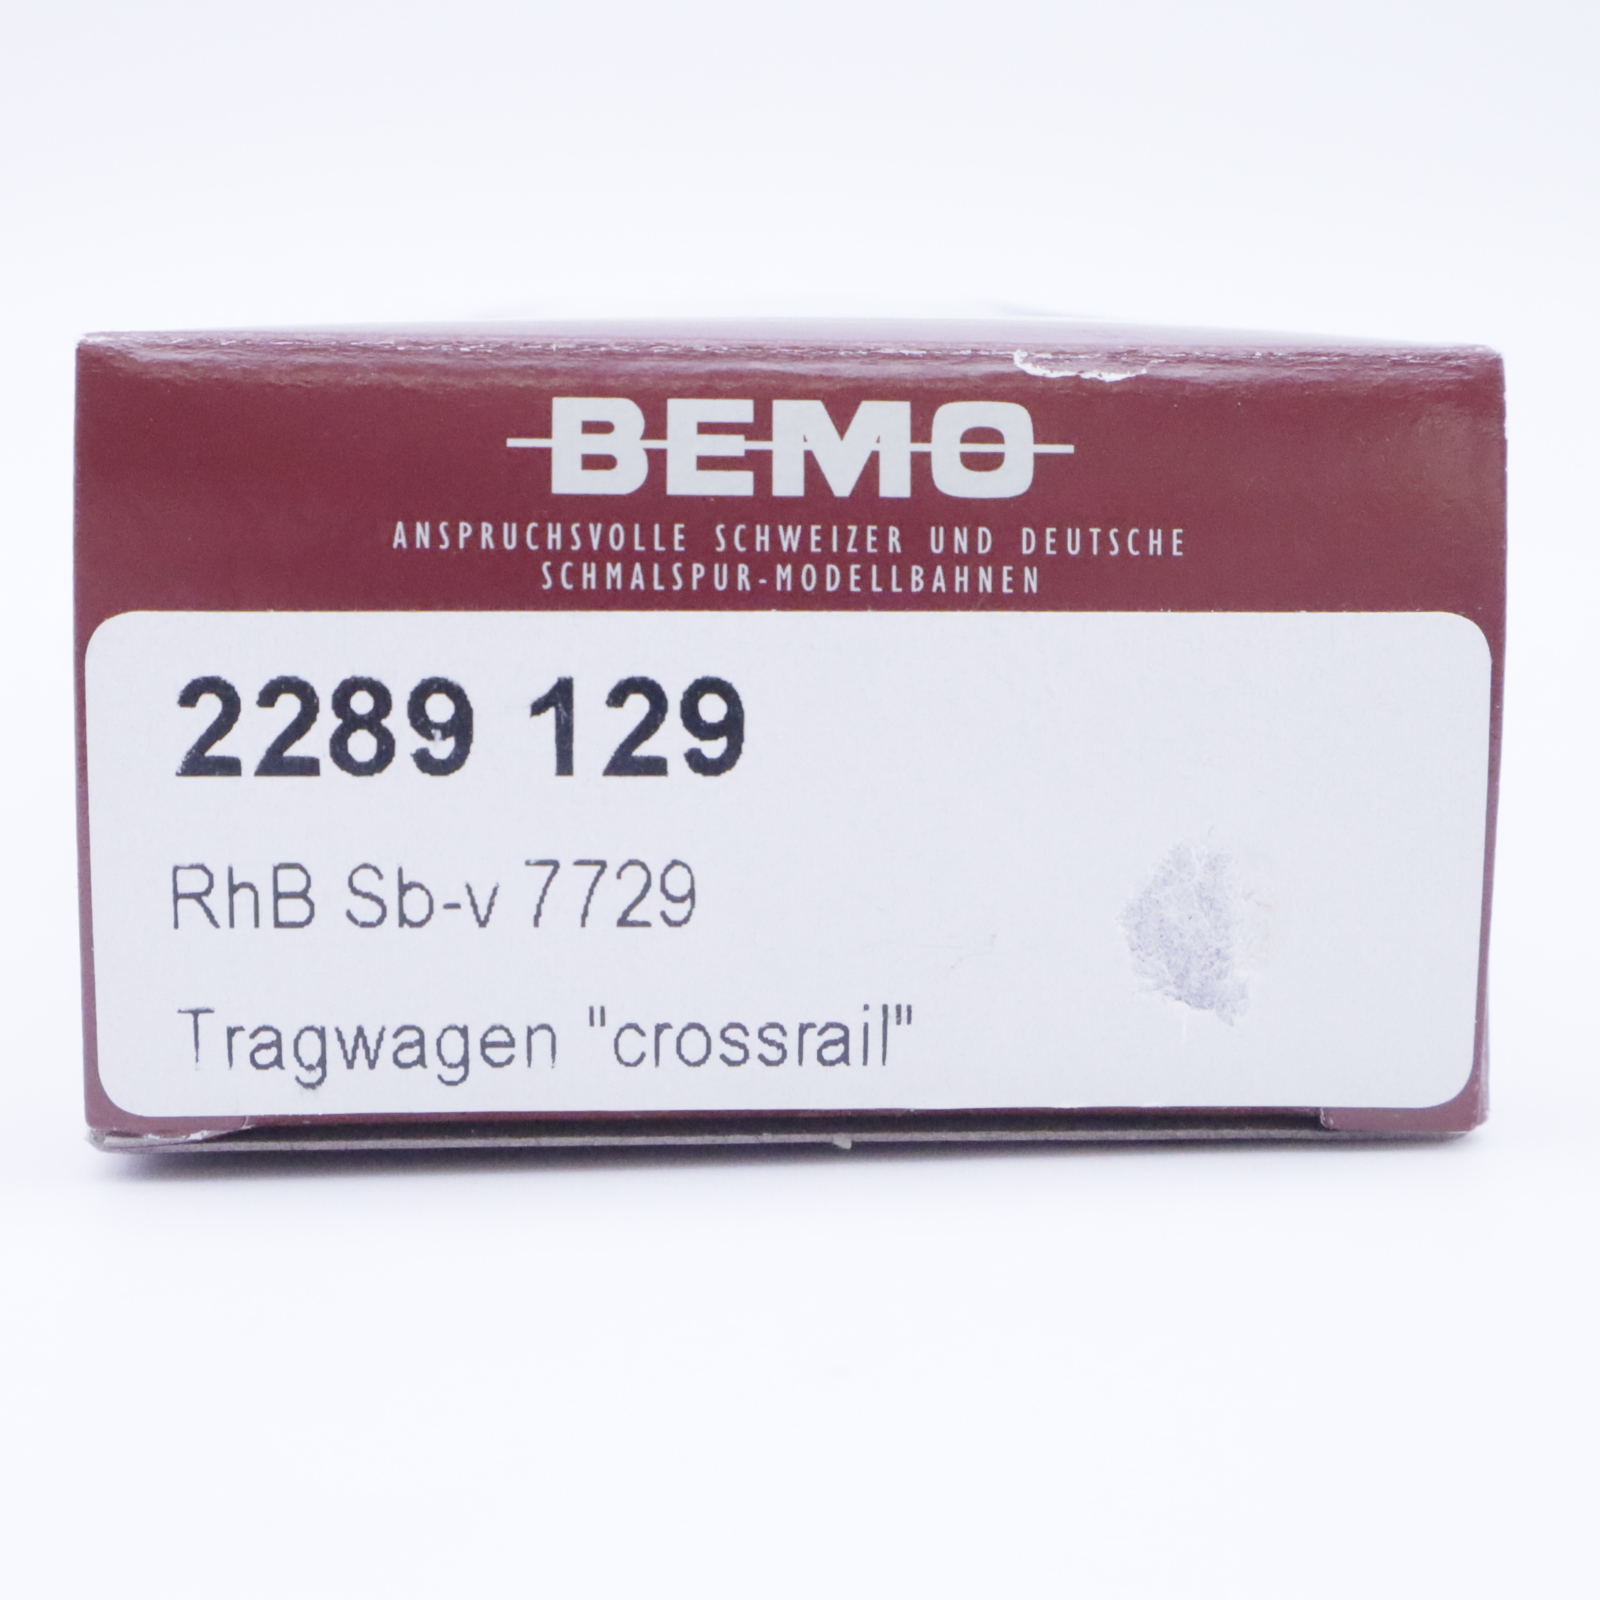 BEMO
ANSPRUCHSVOLLE SCHWEIZER UND DEUTSCHE
SCHMALSPUR-MODELLBAHNEN
2289 129
RhB Sb-v 7729
Tragwagen "crossrail"